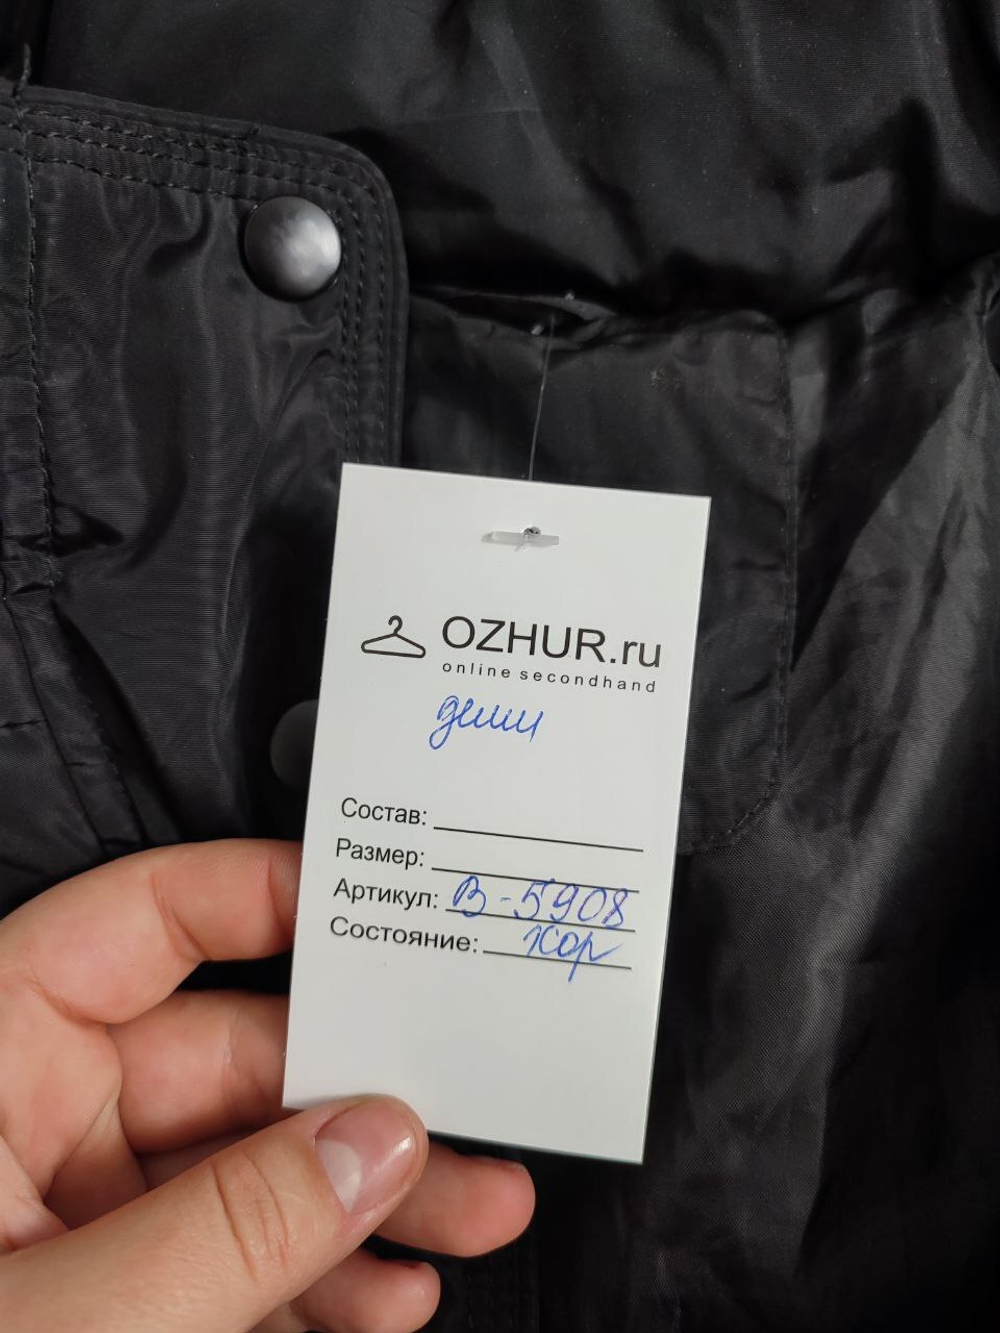 OZHUR.ru
online secondhand
деми
Состав:
Размер:
Артикул: В-5908
Состояние: хор